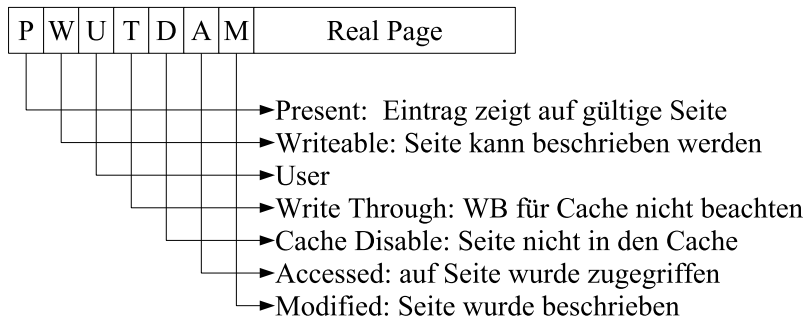 P W U T D A M Real Page
Present: Eintrag zeigt auf gültige Seite
Writeable: Seite kann beschrieben werden
User
Write Through: WB für Cache nicht beachten
Cache Disable: Seite nicht in den Cache
Accessed: auf Seite wurde zugegriffen
Modified: Seite wurde beschrieben